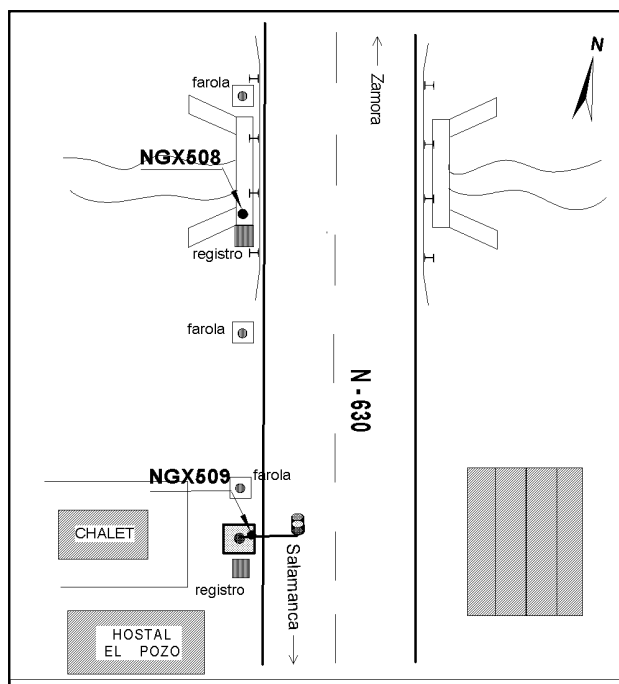 N
Zamora
farola
NGX508
registro
farola
N - 630
NGX509
farola
CHALET
Salamanca
registro
HOSTAL
EL POZO